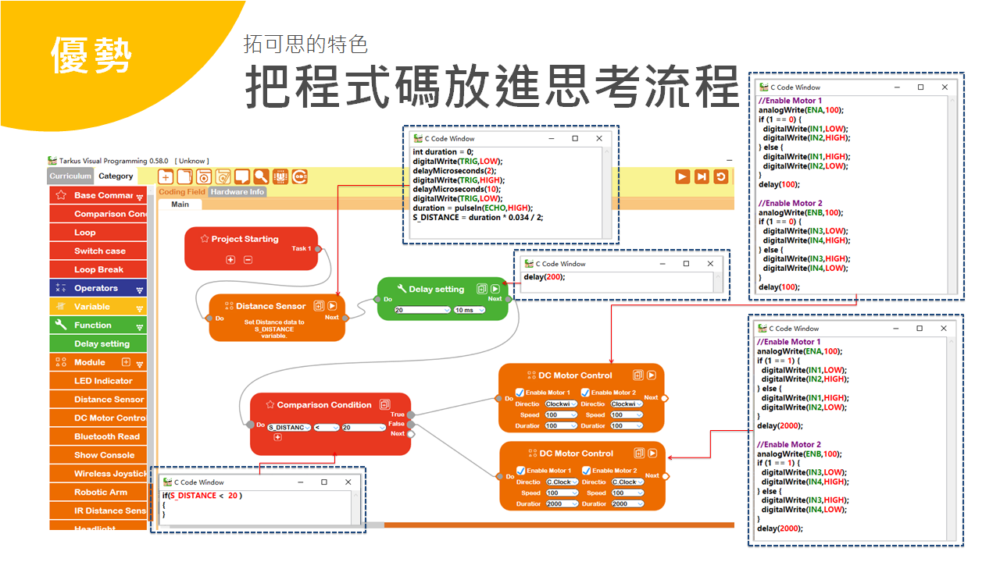 優勢
拓可思的特色
把程式碼放進思考流程
Tarkus Visual Programming 0.58.0 [ Unknow ]
Curriculum Category
Coding Field Hardware Info
Main
Base Comman
Comparison Con
Loop
Switch case
Loop Break
Operators
Variable
Function
Delay setting
Module
LED Indicator
Distance Sensor
DC Motor Contro
Bluetooth Read
Show Console
Wireless Joystick
Robotic Arm
IR Distance Sens
Headlight
Project Starting
Task 1
Distance Sensor
Do
Next
Set Distance data to
S_DISTANCE
variable.
Delay setting
Do
Next
20 10 ms
Comparison Condition
True
Do S_DISTANC < 20 False
Next
DC Motor Control
Do Enable Motor 1 Enable Motor 2 Next
Directio Clockwi Directio Clockwi
Speed 100 Speed 100
Duratior 100 Duratior 100
DC Motor Control
Do Enable Motor 1 Enable Motor 2 Next
Directio C.Clock Directio C.Clock
Speed 100 Speed 100
Duratior 2000 Duratior 2000
C Code Window
int duration = 0;
digitalWrite(TRIG,LOW);
delayMicroseconds(2);
digitalWrite(TRIG,HIGH);
delayMicroseconds(10);
digitalWrite(TRIG,LOW);
duration = pulseIn(ECHO,HIGH);
S_DISTANCE = duration * 0.034 / 2;
C Code Window
delay(200);
C Code Window
if(S_DISTANCE < 20 )
{
}
C Code Window
//Enable Motor 1
analogWrite(ENA,100);
if (1 == 0) {
digitalWrite(IN1,LOW);
digitalWrite(IN2,HIGH);
} else {
digitalWrite(IN1,HIGH);
digitalWrite(IN2,LOW);
}
delay(100);
//Enable Motor 2
analogWrite(ENB,100);
if (1 == 0) {
digitalWrite(IN3,LOW);
digitalWrite(IN4,HIGH);
} else {
digitalWrite(IN3,HIGH);
digitalWrite(IN4,LOW);
}
delay(100);
C Code Window
//Enable Motor 1
analogWrite(ENA,100);
if (1 == 1) {
digitalWrite(IN1,LOW);
digitalWrite(IN2,HIGH);
} else {
digitalWrite(IN1,HIGH);
digitalWrite(IN2,LOW);
}
delay(2000);
//Enable Motor 2
analogWrite(ENB,100);
if (1 == 1) {
digitalWrite(IN3,LOW);
digitalWrite(IN4,HIGH);
} else {
digitalWrite(IN3,HIGH);
digitalWrite(IN4,LOW);
}
delay(2000);